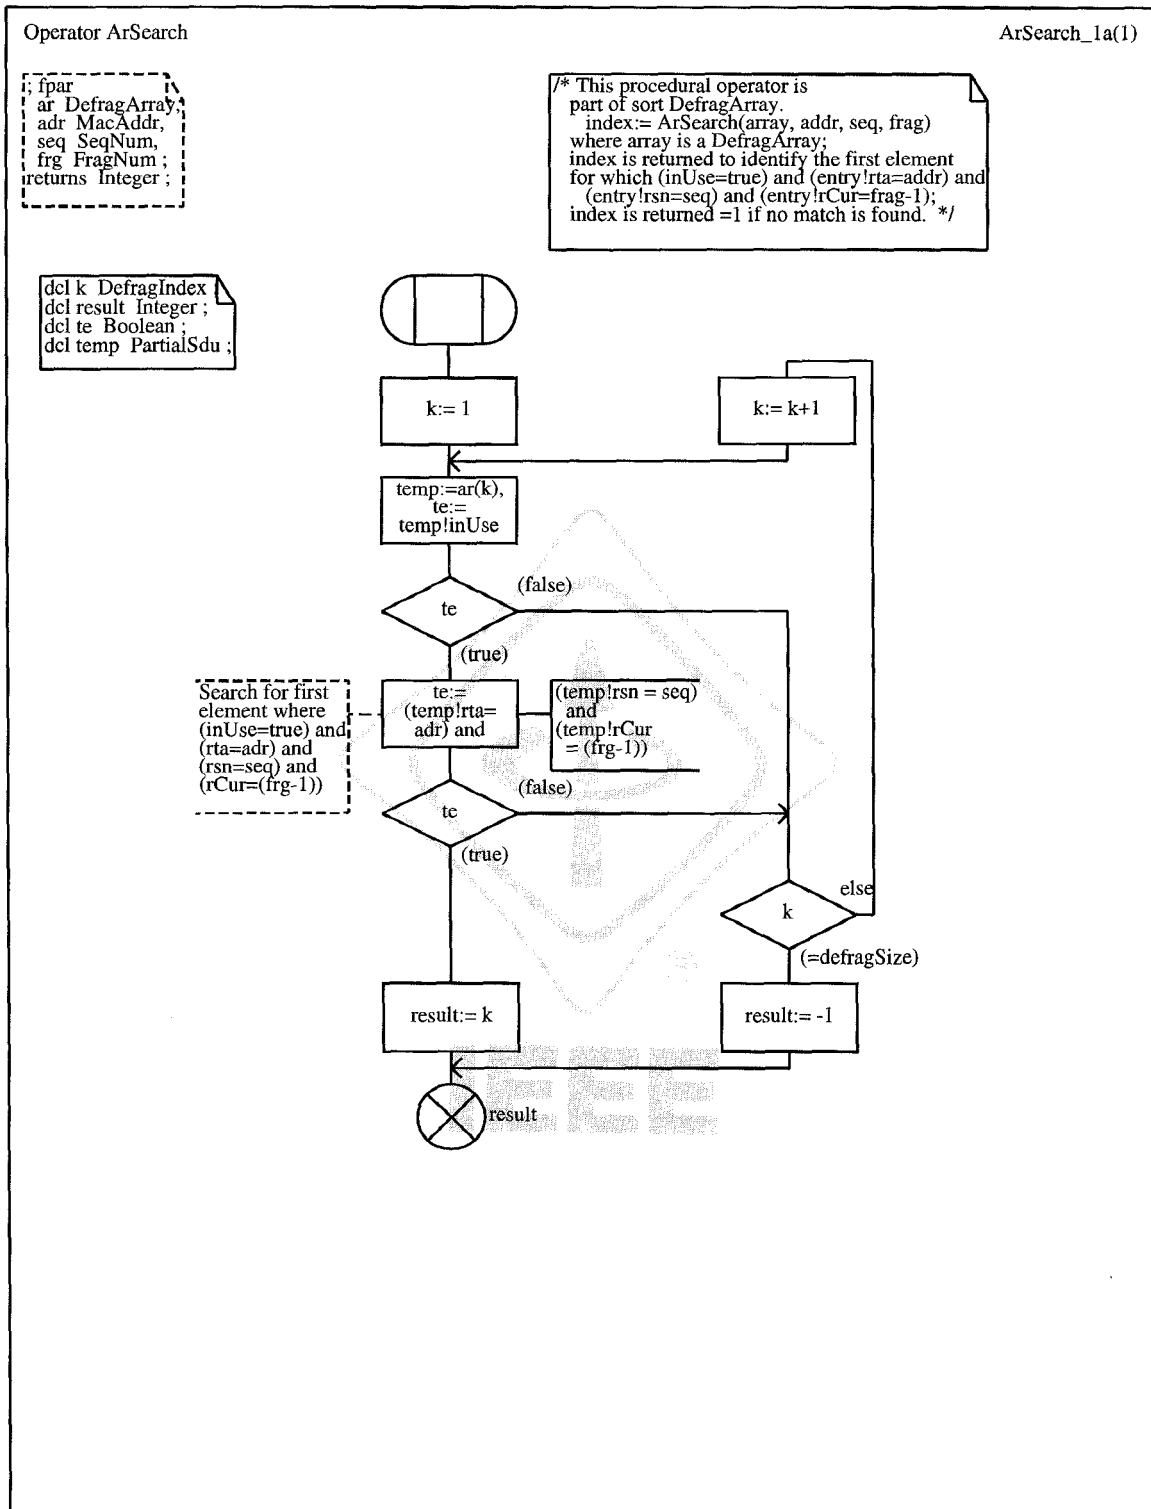 Operator ArSearch
ArSearch_1a(1)
; fpar
ar DefragArray,
adr MacAddr,
seq SeqNum,
frg FragNum ;
returns Integer ;
/* This procedural operator is
part of sort DefragArray.
index:= ArSearch(array, addr, seq, frag)
where array is a DefragArray;
index is returned to identify the first element
for which (inUse=true) and (entry!rta=addr) and
(entry!rsn=seq) and (entry!rCur=frag-1);
index is returned =1 if no match is found. */
dcl k DefragIndex
dcl result Integer ;
dcl te Boolean ;
dcl temp PartialSdu ;
k:= 1
k:= k+1
temp:=ar(k),
te:=
temp!inUse
te
(false)
(true)
Search for first
element where
(inUse=true) and
(rta=adr) and
(rsn=seq) and
(rCur=(frg-1))
te:=
(temp!rta=
adr) and
(temp!rsn = seq)
and
(temp!rCur
= (frg-1))
te
(false)
(true)
k
else
(=defragSize)
result:= k
result:= -1
result
IEEE